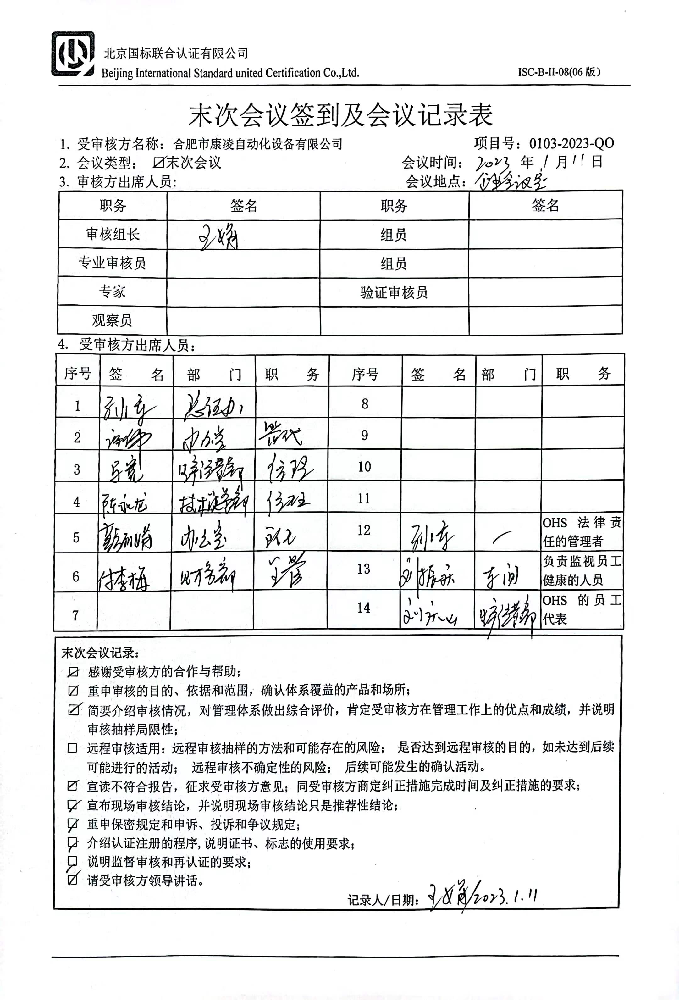 北京国标联合认证有限公司
Beijing International Standard united Certification Co.,Ltd. ISC-B-II-08(06 版)
末次会议签到及会议记录表
1. 受审核方名称：合肥市康凌自动化设备有限公司 项目号：0103-2023-QO
2. 会议类型： ☑末次会议 会议时间： 2023 年 1 月 11 日
3. 审核方出席人员: 会议地点：会议室
职务 签名 职务 签名
审核组长 王娟 组员
专业审核员 组员
专家 验证审核员
观察员
4. 受审核方出席人员：
序号 签 名 部 门 职 务 序号 签 名 部 门 职 务
1 总经办 8
2 办公室 9
3 10
4 陈永龙 11
5 办公室 12 / OHS 法律责
任的管理者
6 付李梅 财务部 主管 13 刘振 车间 负责监视员工
健康的人员
7 14 刘 OHS 的员工
代表
末次会议记录：
☑ 感谢受审核方的合作与帮助；
☑ 重申审核的目的、依据和范围，确认体系覆盖的产品和场所；
☑ 简要介绍审核情况，对管理体系做出综合评价，肯定受审核方在管理工作上的优点和成绩，并说明
审核抽样局限性；
□ 远程审核适用：远程审核抽样的方法和可能存在的风险； 是否达到远程审核的目的，如未达到后续
可能进行的活动； 远程审核不确定性的风险； 后续可能发生的确认活动。
☑ 宣读不符合报告，征求受审核方意见；同受审核方商定纠正措施完成时间及纠正措施的要求；
☑ 宣布现场审核结论，并说明现场审核结论只是推荐性结论；
☑ 重申保密规定和申诉、投诉和争议规定；
☑ 介绍认证注册的程序,说明证书、标志的使用要求；
☑ 说明监督审核和再认证的要求；
☑ 请受审核方领导讲话。
记录人/日期：王娟/2023.1.11